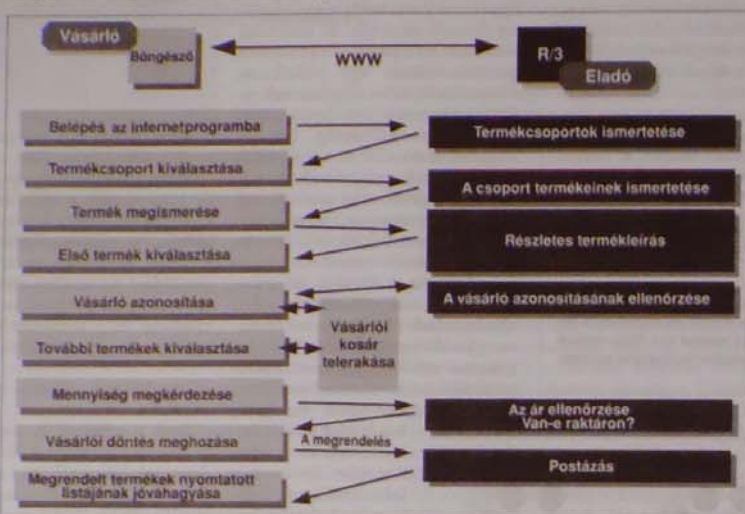 Vásárló
Böngésző
WWW
R/3
Eladó
Belépés az Internetprogramba
Termékcsoportok ismertetése
Termékcsoport kiválasztása
A csoport termékeinek ismertetése
Termék megismerése
Részletes termékleírás
Első termék kiválasztása
Vásárló azonosítása
A vásárló azonosításának ellenőrzése
Vásárlói
kosár
telerakása
További termékek kiválasztása
Mennyiség megkérdezése
Az ár ellenőrzése
Van-e raktáron?
Vásárlói döntés meghozása
A megrendelés
Postázás
Megrendelt termékek nyomtatott
listájának jóváhagyása